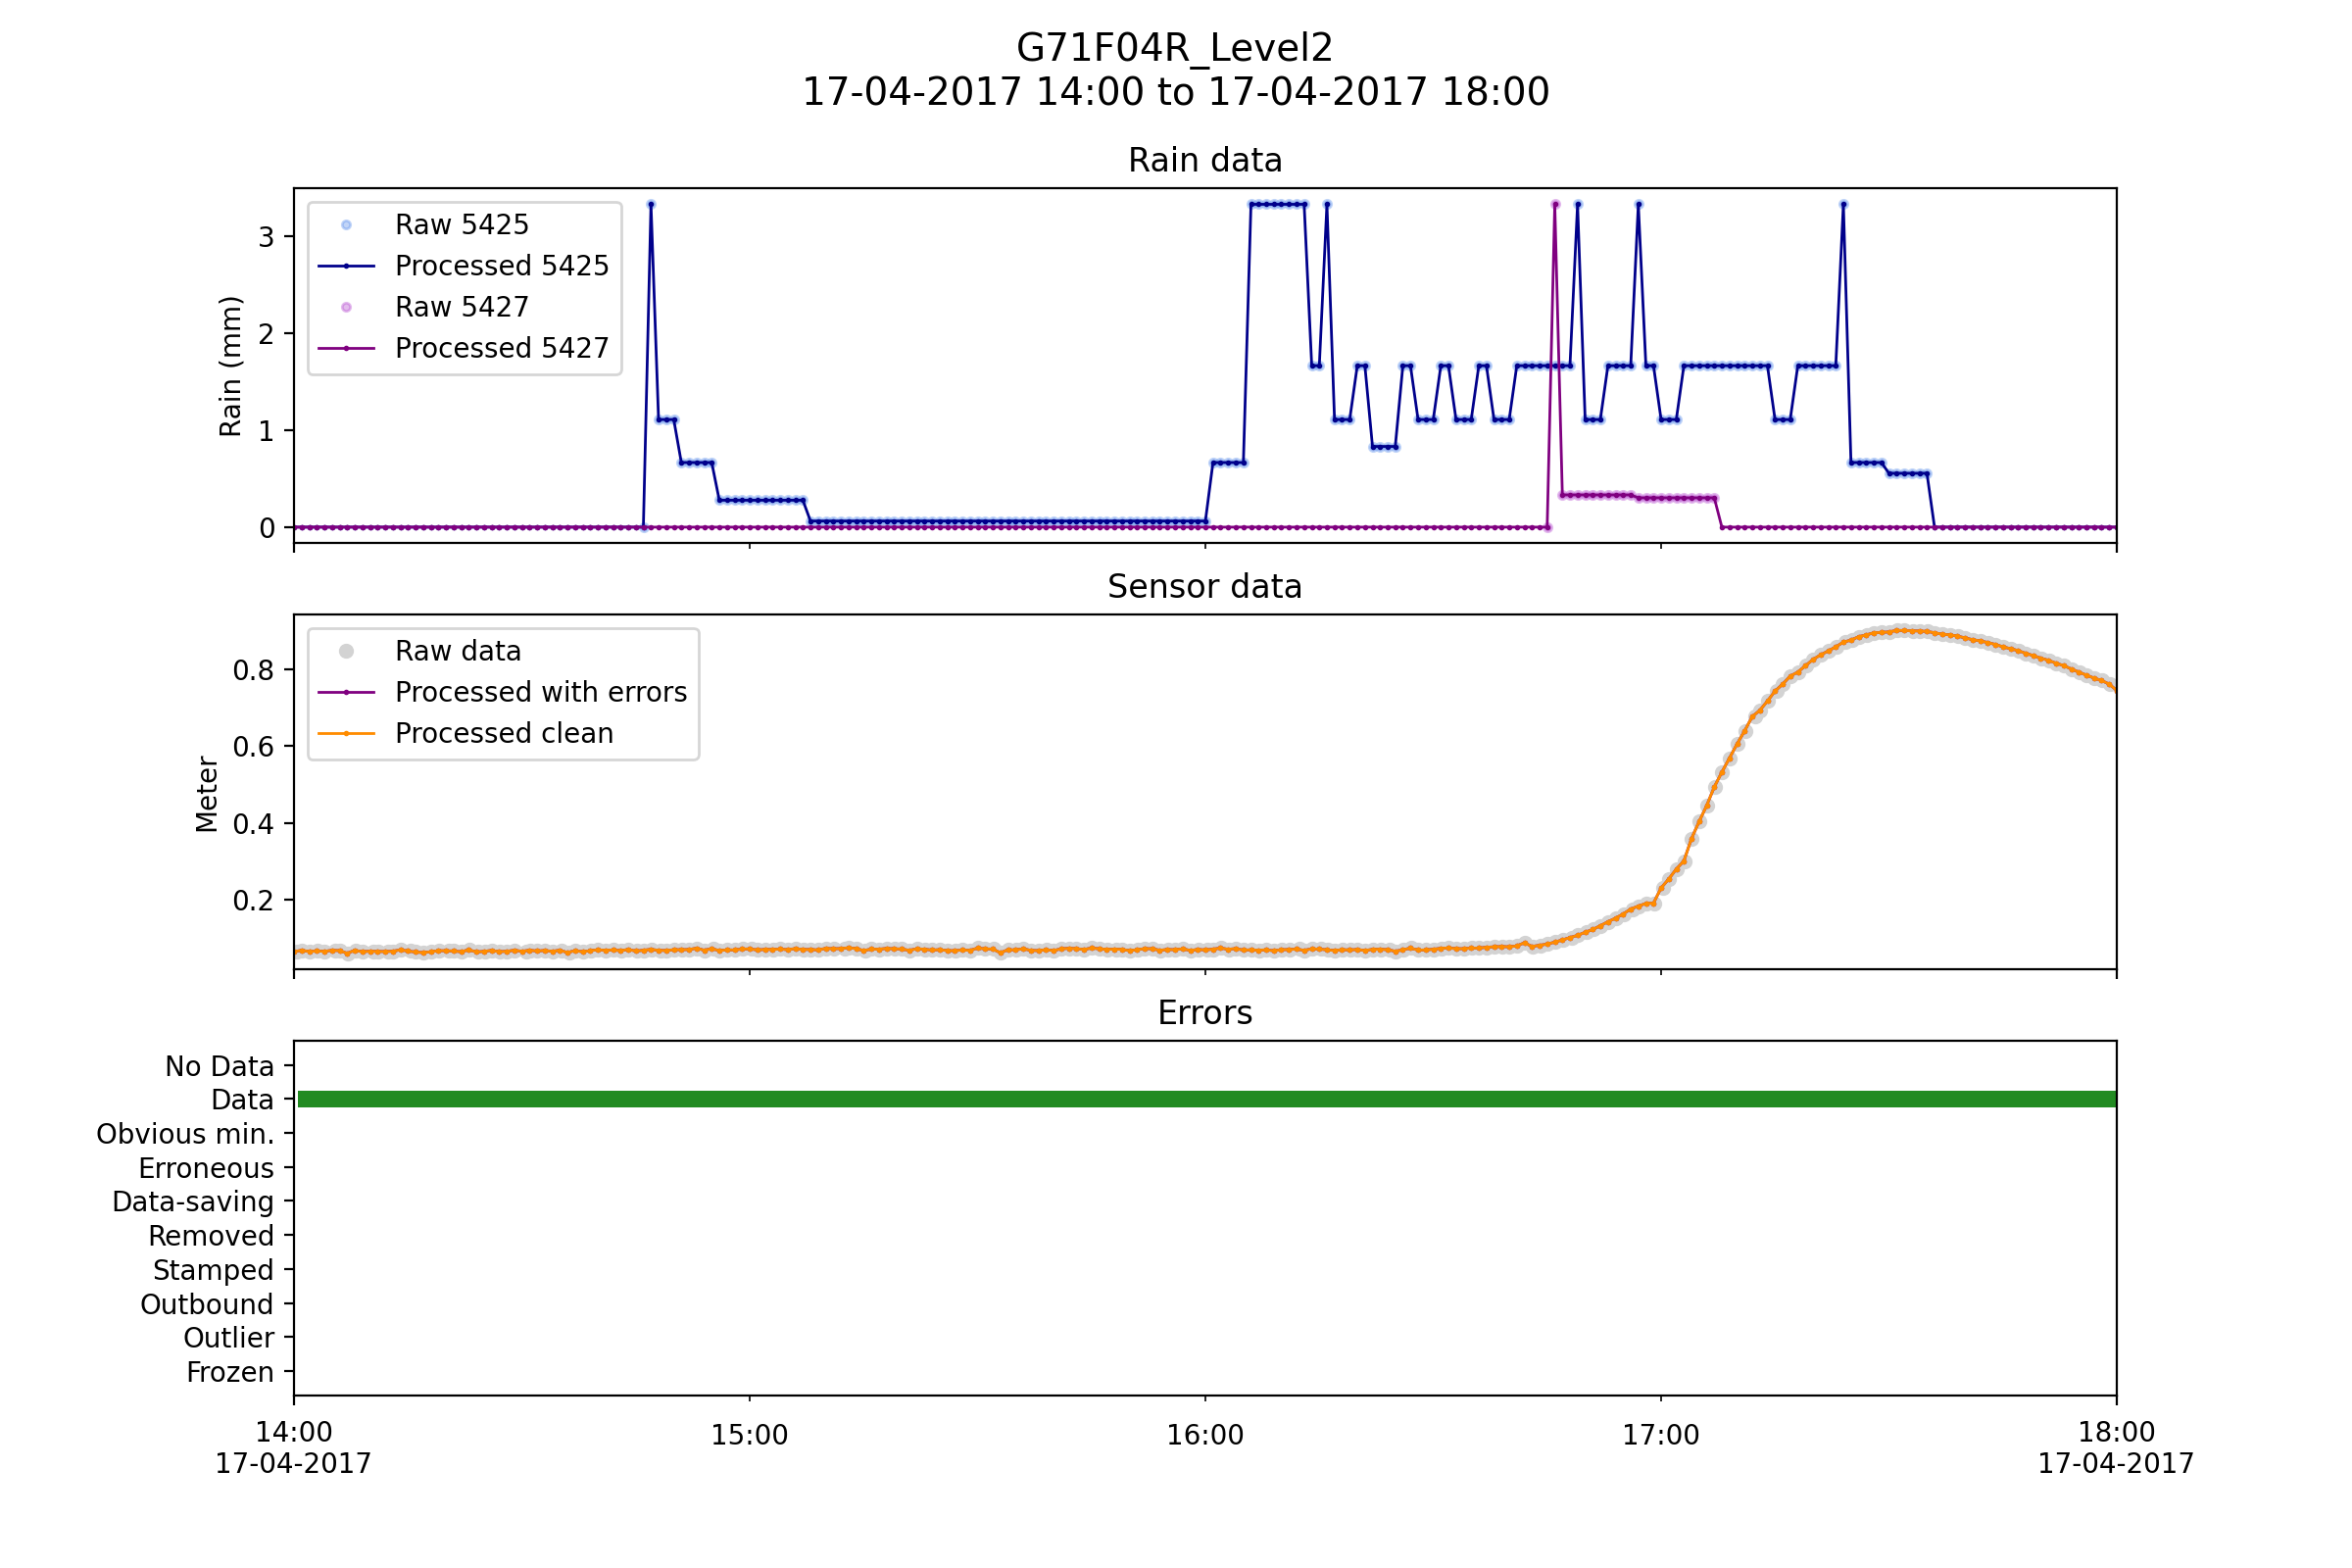 G71F04R_Level2
17-04-2017 14:00 to 17-04-2017 18:00
Rain data
Rain (mm)
3
2
1
0
Raw 5425
Processed 5425
Raw 5427
Processed 5427
Sensor data
Meter
0.8
0.6
0.4
0.2
Raw data
Processed with errors
Processed clean
Errors
No Data
Data
Obvious min.
Erroneous
Data-saving
Removed
Stamped
Outbound
Outlier
Frozen
14:00 15:00 16:00 17:00 18:00
17-04-2017 17-04-2017